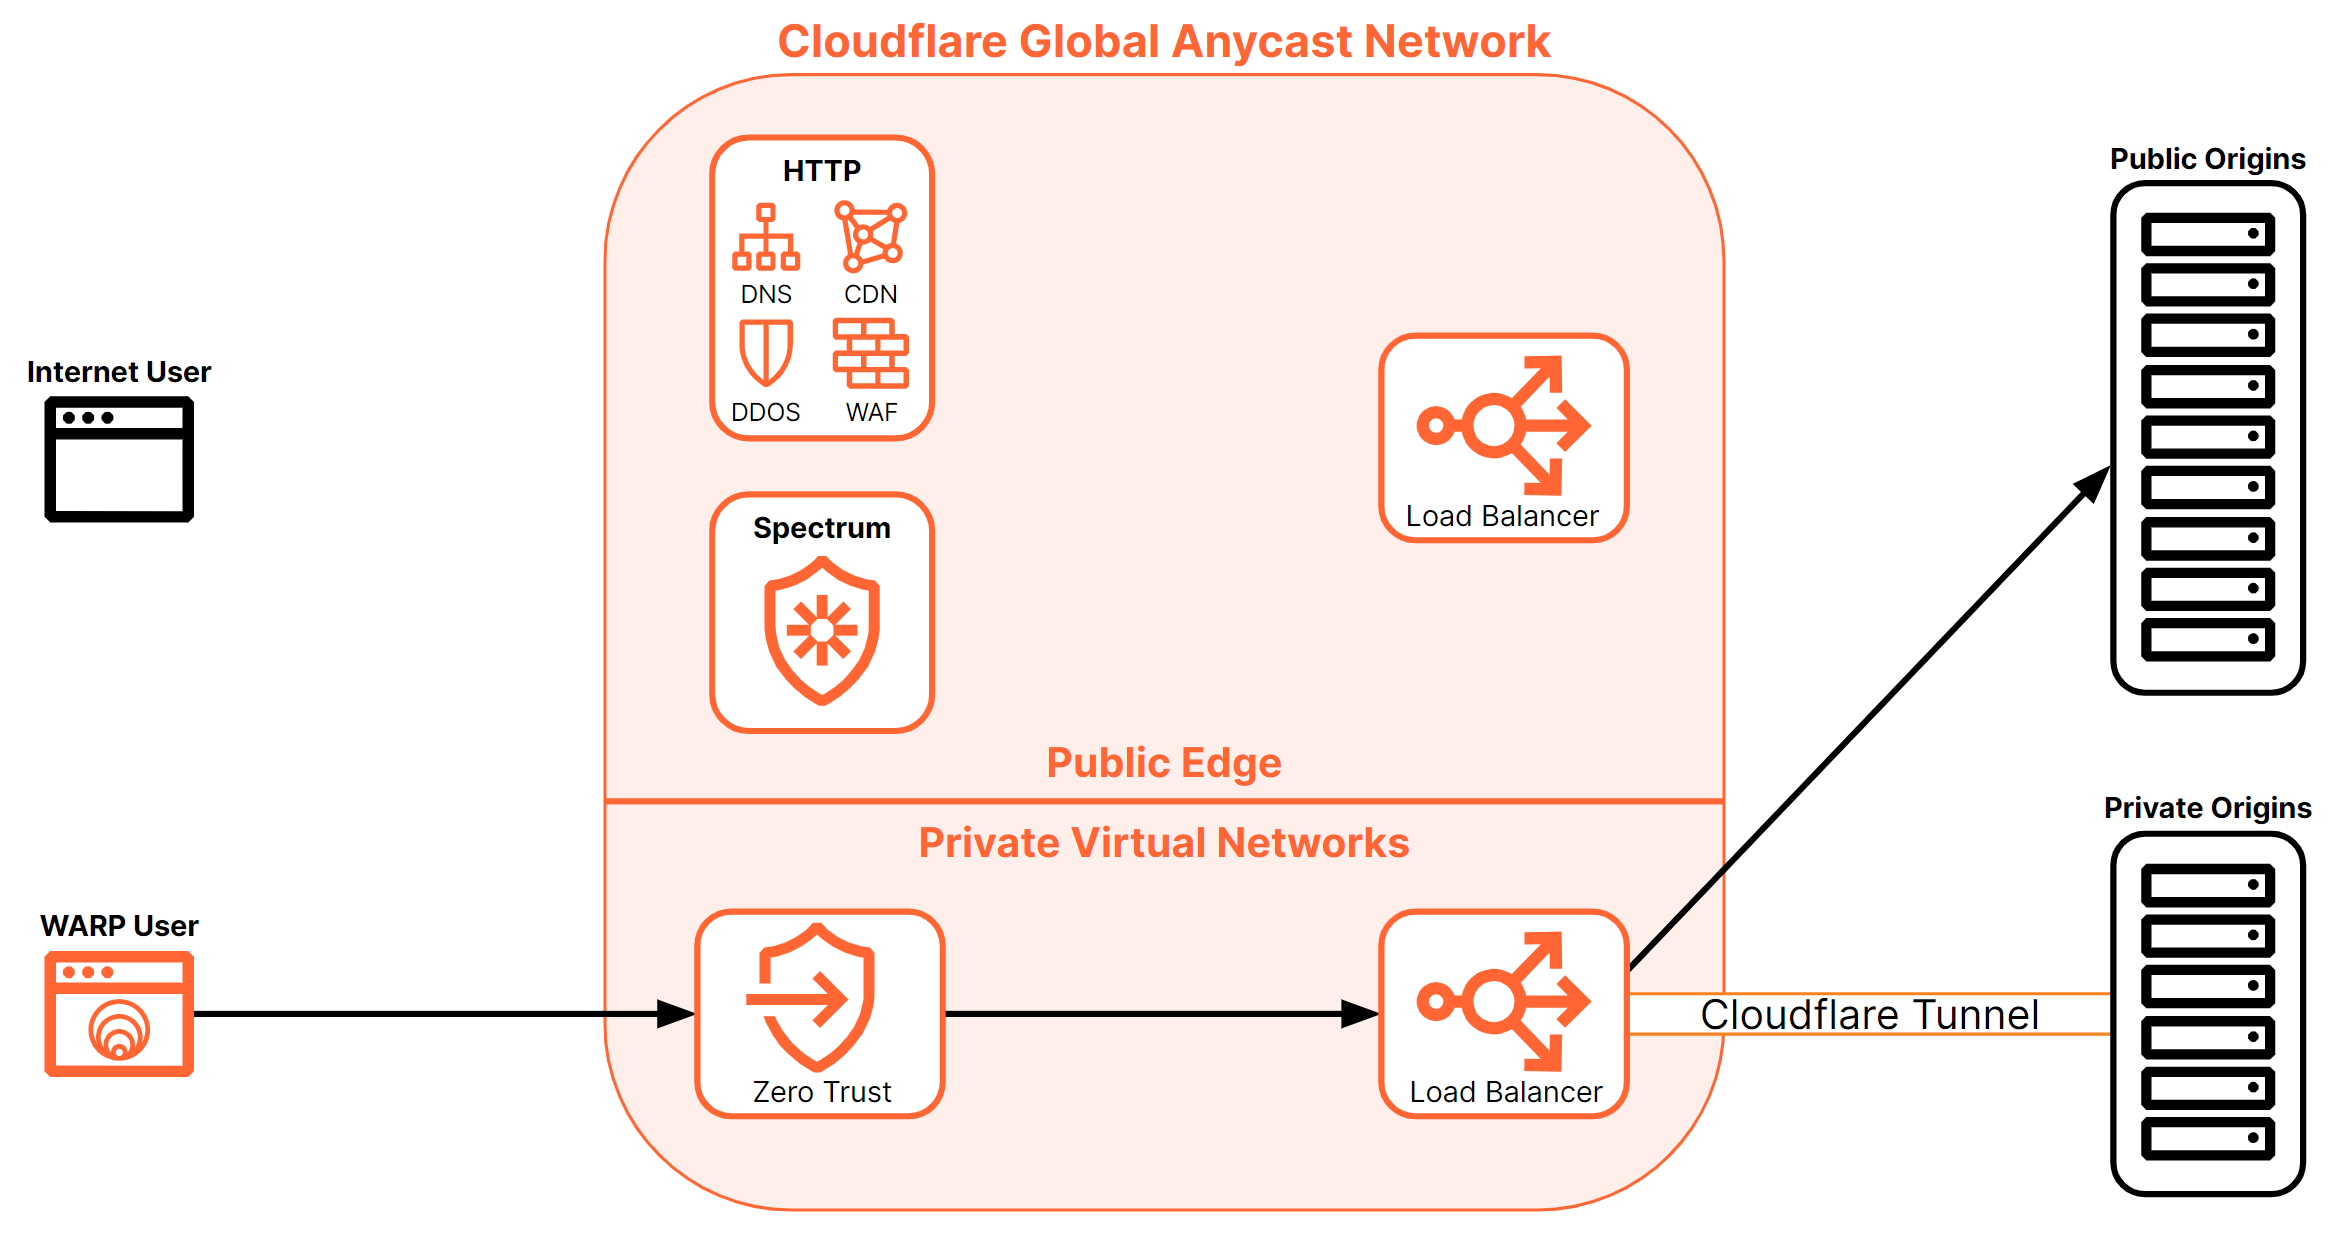 Cloudflare Global Anycast Network
HTTP
DNS
CDN
DDOS
WAF
Internet User
Spectrum
Load Balancer
Public Origins
Public Edge
Private Virtual Networks
WARP User
Zero Trust
Load Balancer
Cloudflare Tunnel
Private Origins